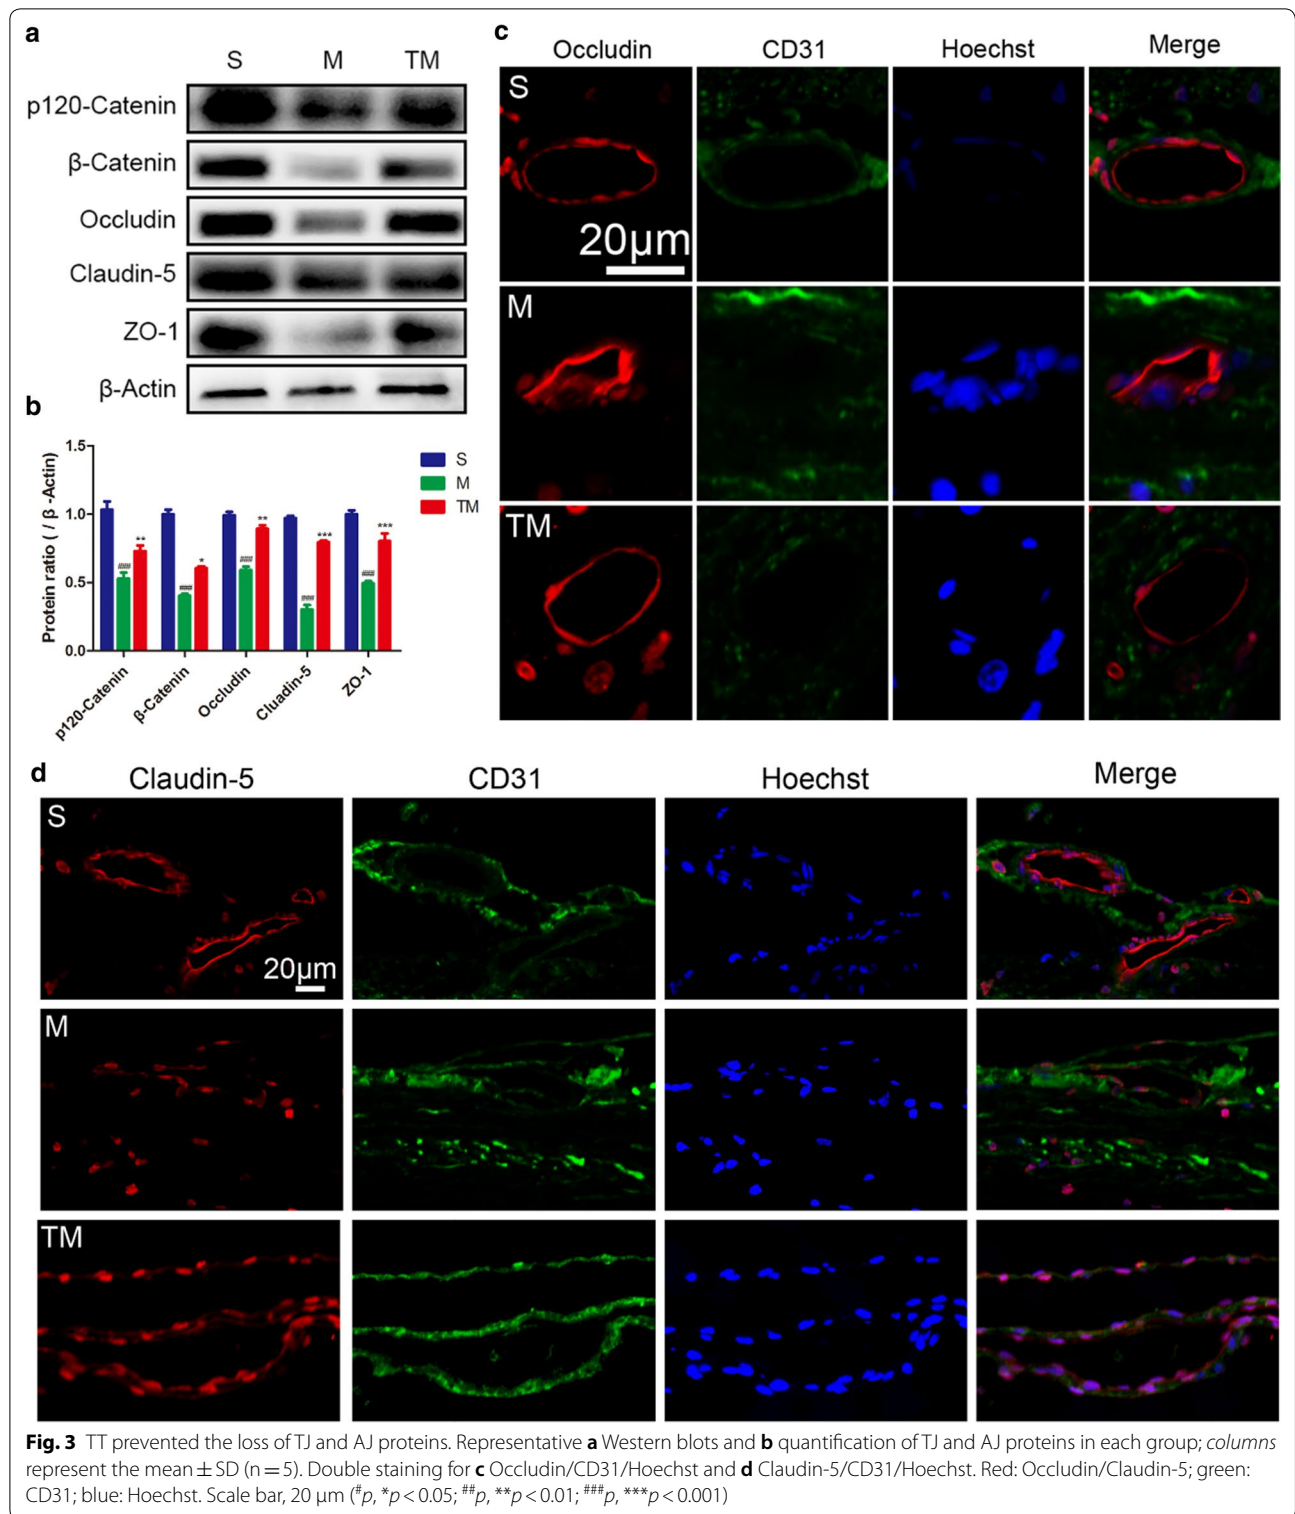 a
S M TM
p120-Catenin
β-Catenin
Occludin
Claudin-5
ZO-1
β-Actin
b
Protein ratio ( / β -Actin)
1.5
1.0
0.5
0.0
### **
### *
### **
### ***
### ***
S
M
TM
p120-Catenin
β-Catenin
Occludin
Cluadin-5
ZO-1
c
Occludin CD31 Hoechst Merge
S
20μm
M
TM
d
Claudin-5 CD31 Hoechst Merge
S
20μm
M
TM
Fig. 3 TT prevented the loss of TJ and AJ proteins. Representative a Western blots and b quantification of TJ and AJ proteins in each group; columns
represent the mean ± SD (n = 5). Double staining for c Occludin/CD31/Hoechst and d Claudin-5/CD31/Hoechst. Red: Occludin/Claudin-5; green:
CD31; blue: Hoechst. Scale bar, 20 μm (#p, *p < 0.05; ##p, **p < 0.01; ###p, ***p < 0.001)